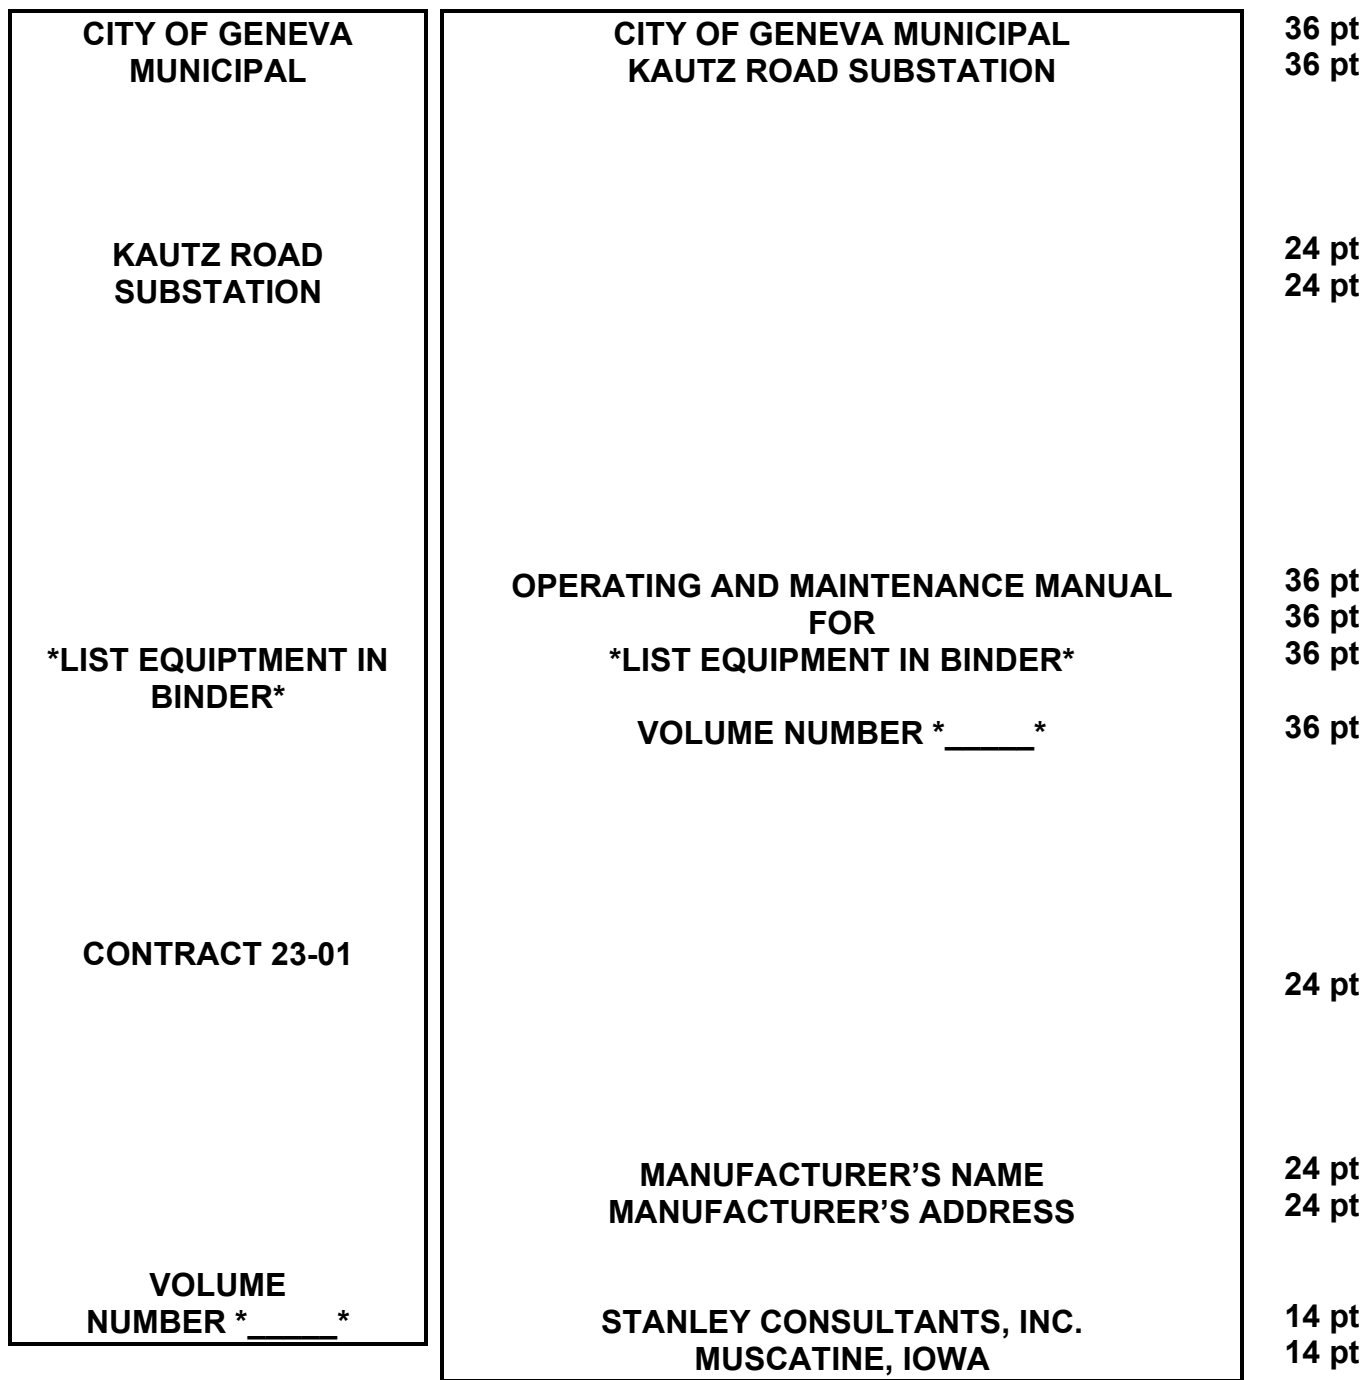 CITY OF GENEVA
MUNICIPAL
KAUTZ ROAD
SUBSTATION
*LIST EQUIPTMENT IN
BINDER*
CONTRACT 23-01
VOLUME
NUMBER *_____*
CITY OF GENEVA MUNICIPAL
KAUTZ ROAD SUBSTATION
OPERATING AND MAINTENANCE MANUAL
FOR
*LIST EQUIPMENT IN BINDER*
VOLUME NUMBER *_____*
MANUFACTURER’S NAME
MANUFACTURER’S ADDRESS
STANLEY CONSULTANTS, INC.
MUSCATINE, IOWA
36 pt
36 pt
24 pt
24 pt
36 pt
36 pt
36 pt
36 pt
24 pt
24 pt
24 pt
14 pt
14 pt